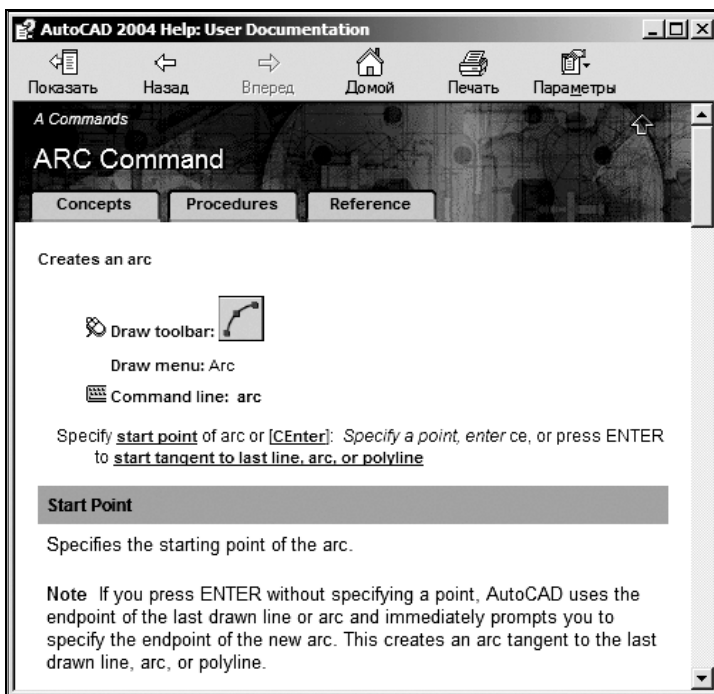 AutoCAD 2004 Help: User Documentation
Показать Назад Вперед Домой Печать Параметры
A Commands
ARC Command
Concepts Procedures Reference
Creates an arc
Draw toolbar:
Draw menu: Arc
Command line: arc
Specify start point of arc or [CEnter]: Specify a point, enter ce, or press ENTER
to start tangent to last line, arc, or polyline
Start Point
Specifies the starting point of the arc.
Note If you press ENTER without specifying a point, AutoCAD uses the
endpoint of the last drawn line or arc and immediately prompts you to
specify the endpoint of the new arc. This creates an arc tangent to the last
drawn line, arc, or polyline.